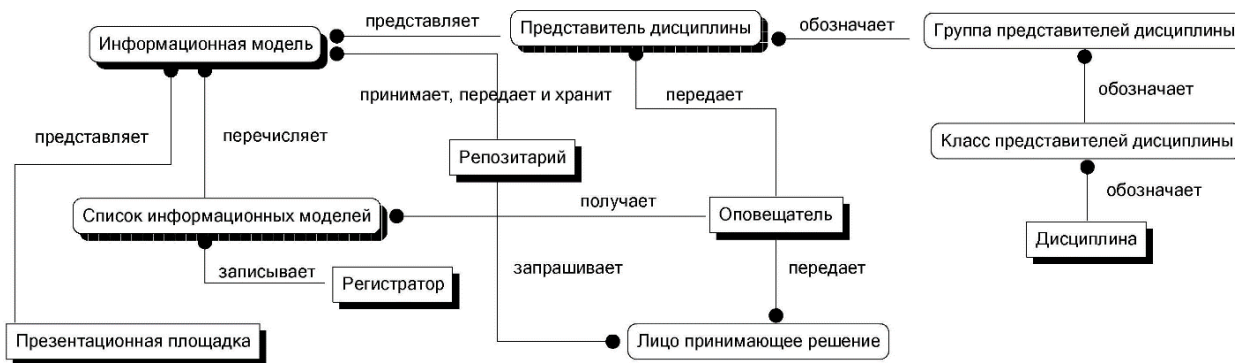 представляет
Представитель дисциплины
обозначает
Группа представителей дисциплины
Информационная модель
принимает, передает и хранит
передает
обозначает
представляет
перечисляет
Репозитарий
Класс представителей дисциплины
Список информационных моделей
получает
Оповещатель
обозначает
Дисциплина
записывает
Регистратор
запрашивает
передает
Презентационная площадка
Лицо принимающее решение